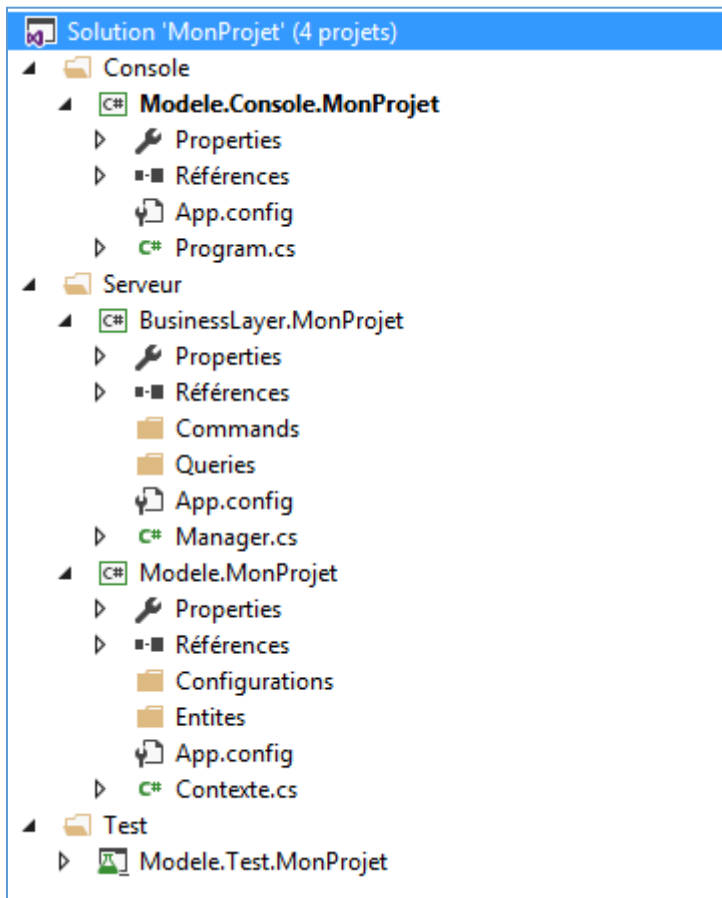 Solution 'MonProjet' (4 projets)
Console
C# Modele.Console.MonProjet
Properties
Références
App.config
C# Program.cs
Serveur
C# BusinessLayer.MonProjet
Properties
Références
Commands
Queries
App.config
C# Manager.cs
C# Modele.MonProjet
Properties
Références
Configurations
Entites
App.config
C# Contexte.cs
Test
Modele.Test.MonProjet